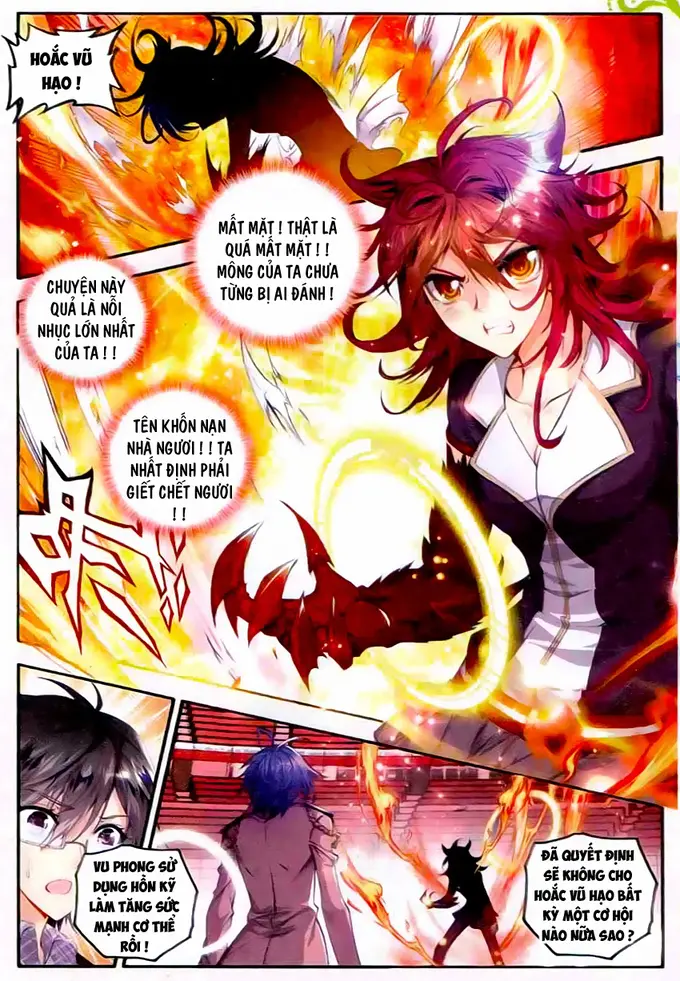 HOẮC VŨ
HẠO !
MẤT MẶT ! THẬT LÀ
QUÁ MẤT MẶT ! !
MÔNG CỦA TA CHƯA
TỪNG BỊ AI ĐÁNH !
CHUYỆN NÀY
QUẢ LÀ NỖI
NHỤC LỚN NHẤT
CỦA TA ! !
TÊN KHỐN NẠN
NHÀ NGƯƠI ! ! TA
NHẤT ĐỊNH PHẢI
GIẾT CHẾT NGƯƠI
! !
VU PHONG SỬ
DỤNG HỒN KỸ
LÀM TĂNG SỨC
MẠNH CƠ THỂ
RỒI !
ĐÃ QUYẾT ĐỊNH
SẼ KHÔNG CHO
HOẮC VŨ HẠO BẤT
KỲ MỘT CƠ HỘI
NÀO NỮA SAO ?